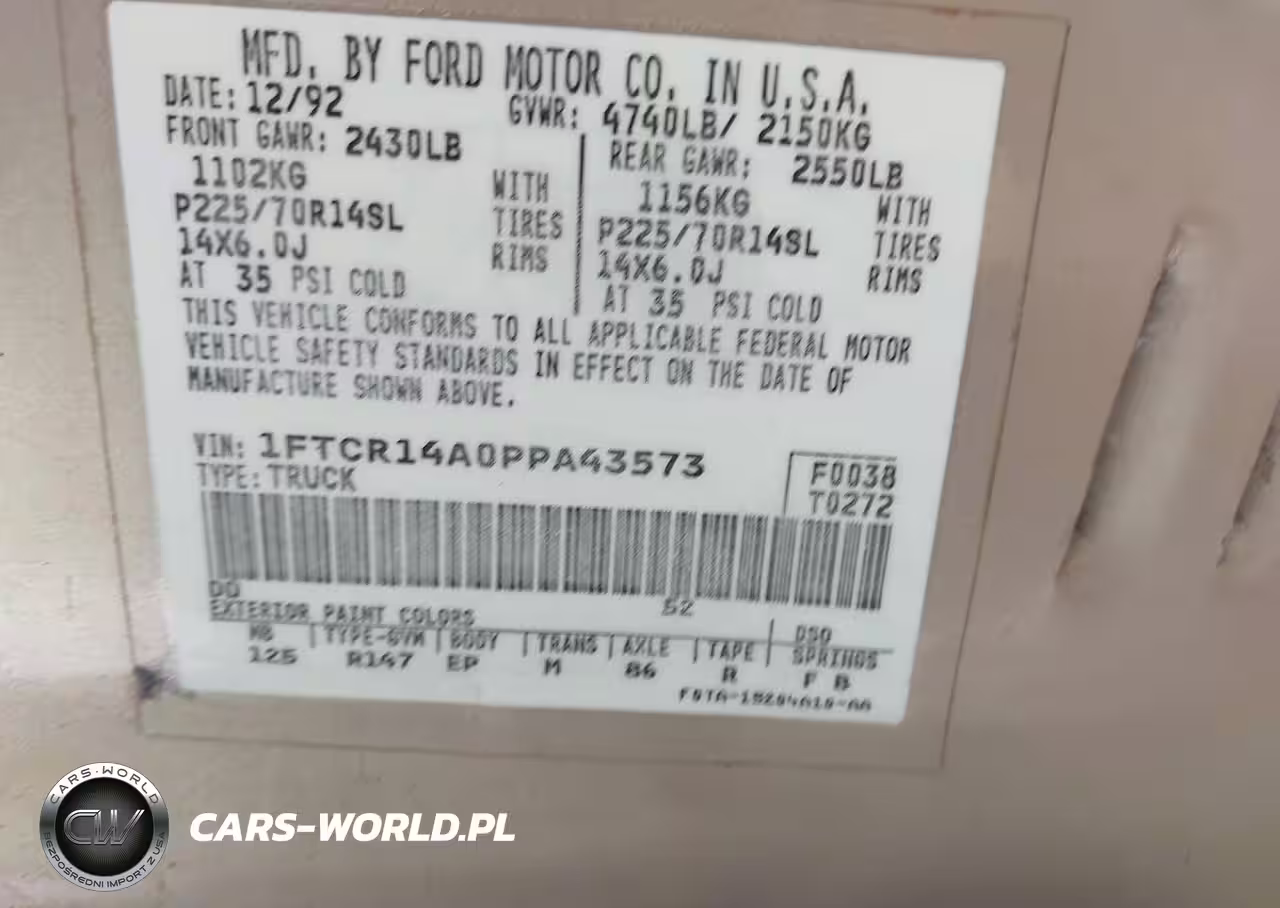 MFD. BY FORD MOTOR CO. IN U.S.A.
DATE: 12/92 GVWR: 4740LB/ 2150KG
FRONT GAWR: 2430LB REAR GAWR: 2550LB
1102KG WITH 1156KG WITH
P225/70R14SL TIRES P225/70R14SL TIRES
14X6.0J RIMS 14X6.0J RIMS
AT 35 PSI COLD AT 35 PSI COLD
THIS VEHICLE CONFORMS TO ALL APPLICABLE FEDERAL MOTOR
VEHICLE SAFETY STANDARDS IN EFFECT ON THE DATE OF
MANUFACTURE SHOWN ABOVE.
VIN: 1FTCR14A0PPA43573 F0038
TYPE: TRUCK T0272
DD 52
EXTERIOR PAINT COLORS DSO
WB TYPE-GVW BODY TRANS AXLE TAPE SPRINGS
125 R147 EP M 86 R F B
CARS-WORLD
CW
BEZPOŚREDNI IMPORT Z USA
CARS-WORLD.PL